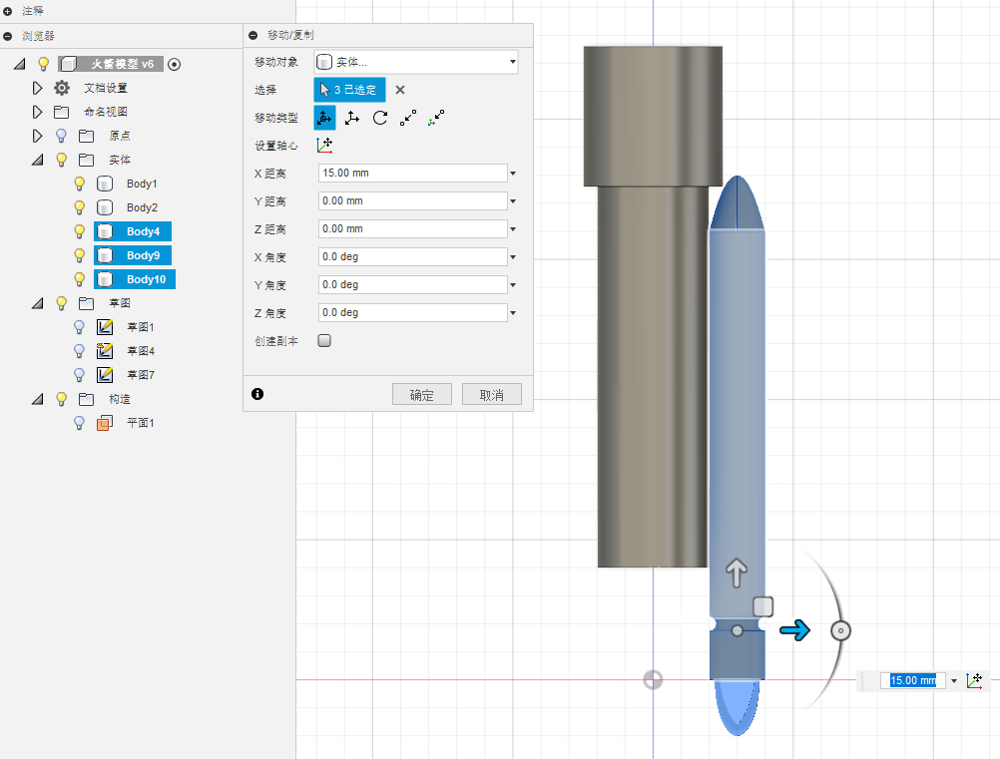 注释
浏览器
火箭模型 v6
文档设置
命名视图
原点
实体
Body1
Body2
Body4
Body9
Body10
草图
草图1
草图4
草图7
构造
平面1
移动/复制
移动对象 实体...
选择 3 已选定
移动类型
设置轴心
X 距离 15.00 mm
Y 距离 0.00 mm
Z 距离 0.00 mm
X 角度 0.0 deg
Y 角度 0.0 deg
Z 角度 0.0 deg
创建副本
确定 取消
15.00 mm